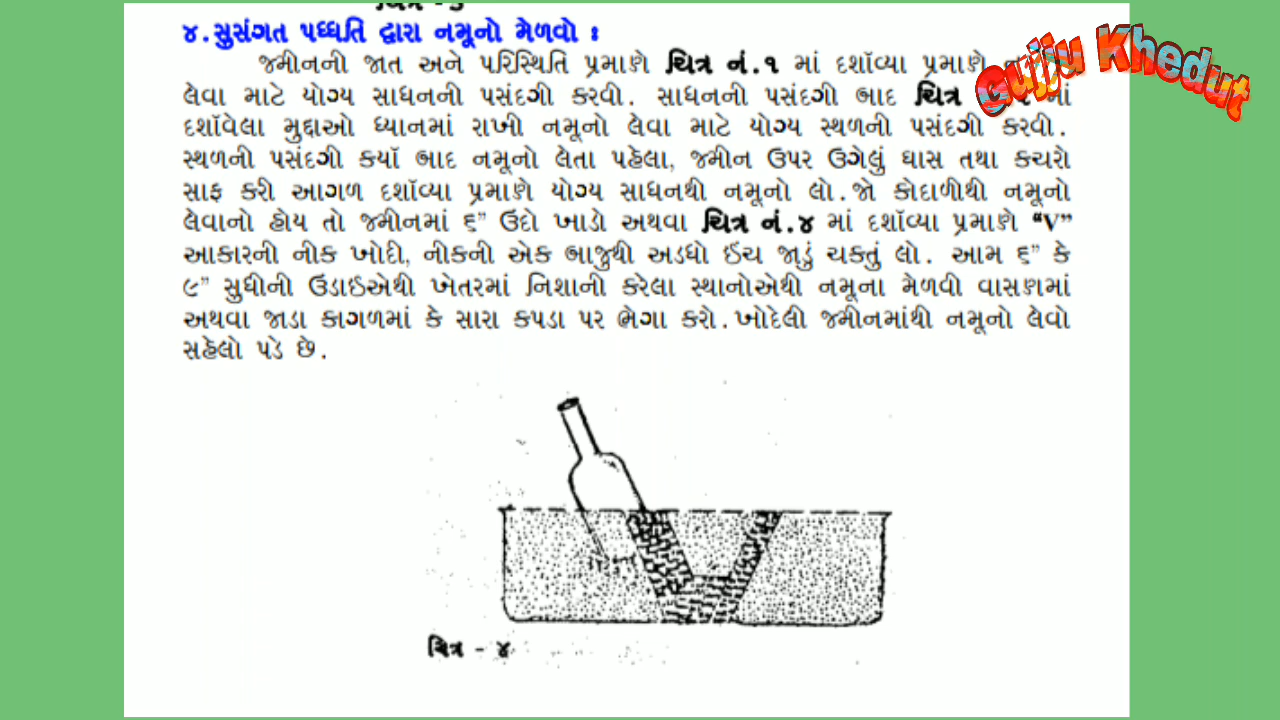 ૪.સુસંગત પધ્ધતિ દ્વારા નમૂનો મેળવો :
જમીનની જાત અને પરિસ્થિતિ પ્રમાણે ચિત્ર નં.૧ માં દર્શાવ્યા પ્રમાણે
લેવા માટે યોગ્ય સાધનની પસંદગી કરવી. સાધનની પસંદગી બાદ ચિત્ર માં
દર્શાવેલા મુદ્દાઓ ધ્યાનમાં રાખી નમૂનો લેવા માટે યોગ્ય સ્થળની પસંદગી કરવી.
સ્થળની પસંદગી કર્યા બાદ નમૂનો લેતા પહેલા, જમીન ઉપર ઉગેલું ઘાસ તથા કચરો
સાફ કરી આગળ દર્શાવ્યા પ્રમાણે યોગ્ય સાધનથી નમૂનો લો.જો કોદાળીથી નમૂનો
લેવાનો હોય તો જમીનમાં ૬” ઉંદો ખાડો અથવા ચિત્ર નં.૪ માં દર્શાવ્યા પ્રમાણે “V”
આકારની નીક ખોદી, નીકની એક બાજુથી અડધો ઈંચ જાડું ચકતું લો. આમ ૬” કે
૯” સુધીની ઉંડાઈએથી ખેતરમાં નિશાની કરેલા સ્થાનોએથી નમૂના મેળવી વાસણમાં
અથવા જાડા કાગળમાં કે સારા કપડા પર ભેગા કરો.ખોદેલી જમીનમાંથી નમૂનો લેવો
સહેલો પડે છે.
ચિત્ર - ૪
Gujju Khedut